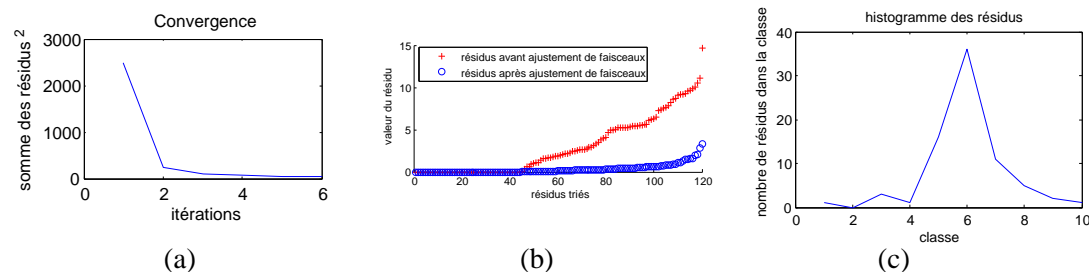 Convergence
somme des résidus 2
3000
2000
1000
0
0 2 4 6
itérations
(a)
valeur du résidu
15
10
5
0
résidus avant ajustement de faisceaux
résidus après ajustement de faisceaux
0 20 40 60 80 100 120
résidus triés
(b)
histogramme des résidus
nombre de résidus dans la classe
40
30
20
10
0
0 2 4 6 8 10
classe
(c)